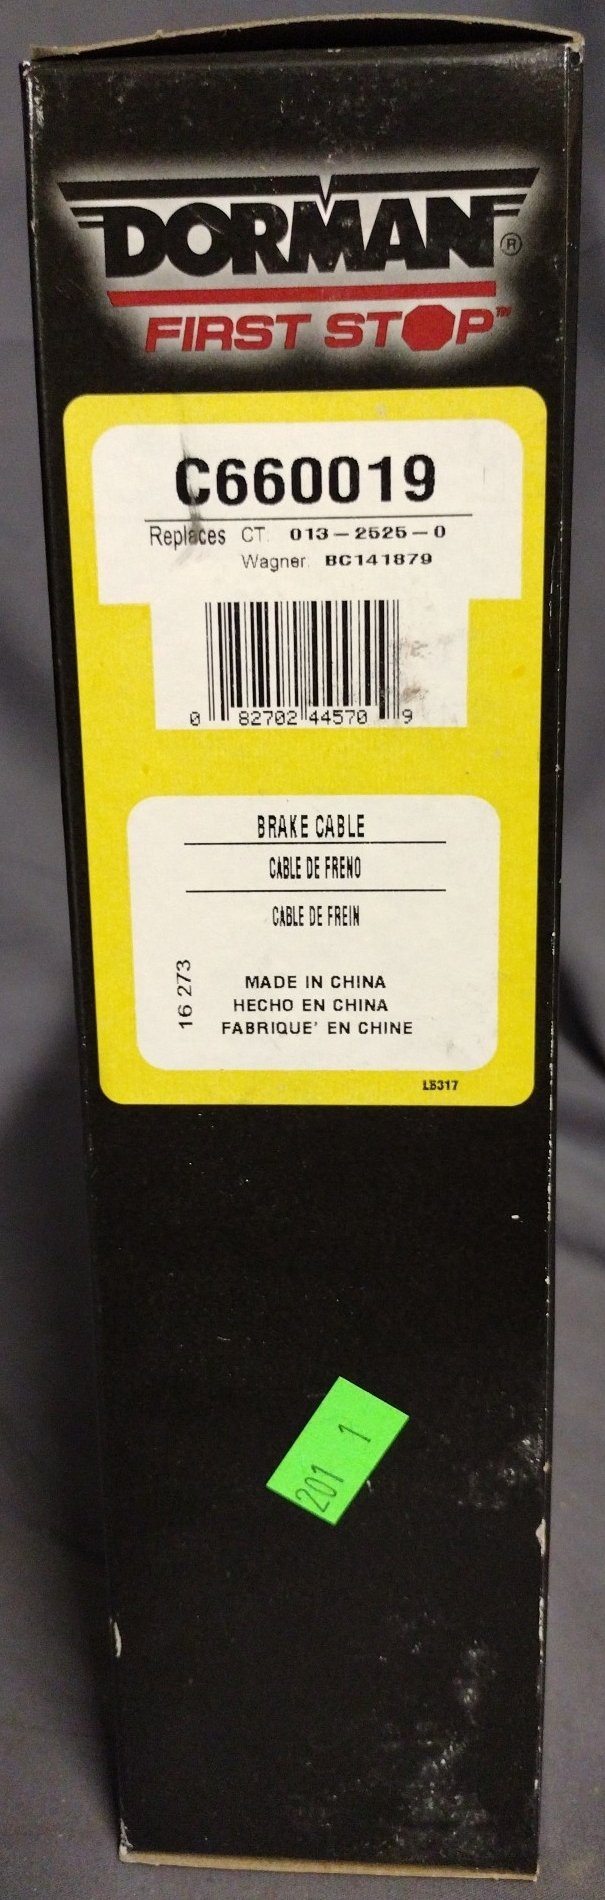 DORMAN®
FIRST STOP™
C660019
Replaces CT. 013-2525-0
Wagner. BC141879
0 82702 44570 9
BRAKE CABLE
CABLE DE FRENO
CABLE DE FREIN
16 273
MADE IN CHINA
HECHO EN CHINA
FABRIQUE' EN CHINE
LB317
201 1